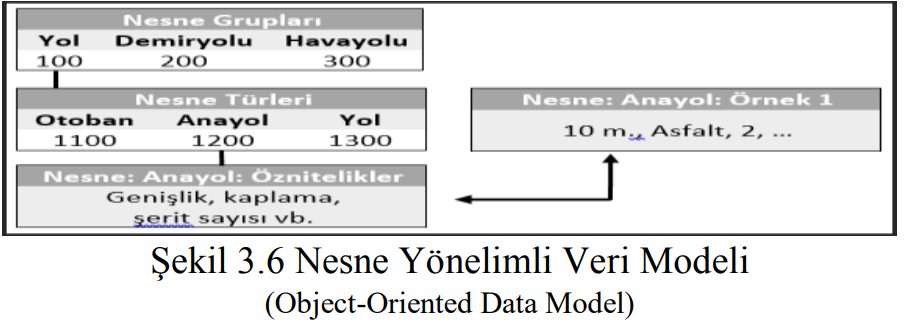 Nesne Grupları
Yol Demiryolu Havayolu
100 200 300
Nesne Türleri
Otoban Anayol Yol
1100 1200 1300
Nesne: Anayol: Öznitelikler
Genişlik, kaplama,
şerit sayısı vb.
Nesne: Anayol: Örnek 1
10 m., Asfalt, 2, ...
Şekil 3.6 Nesne Yönelimli Veri Modeli
(Object-Oriented Data Model)